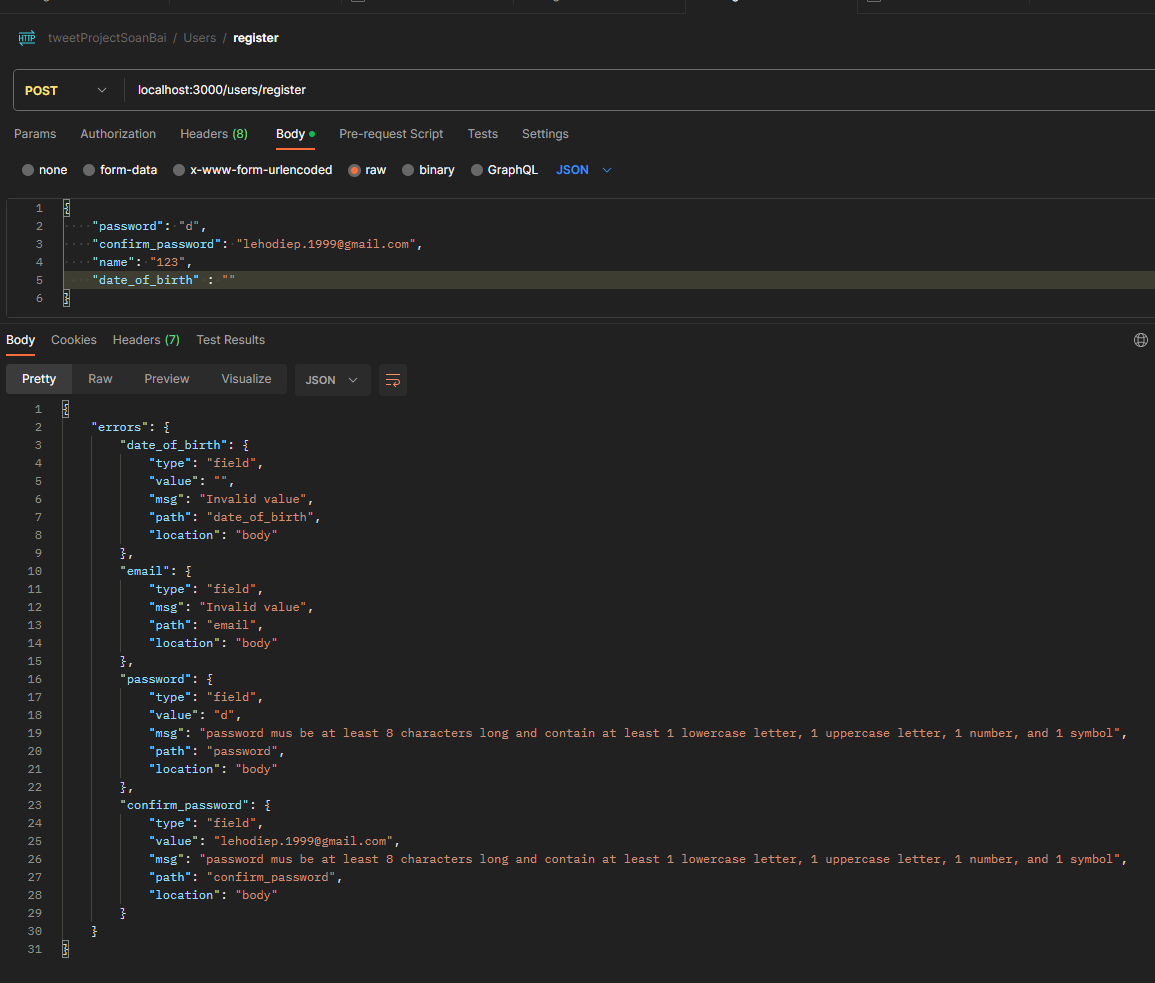 HTTP tweetProjectSoanBai / Users / register
POST localhost:3000/users/register
Params Authorization Headers (8) Body Pre-request Script Tests Settings
none form-data x-www-form-urlencoded raw binary GraphQL JSON
1 {
2 ····"password":·"d",
3 ····"confirm_password":·"lehodiep.1999@gmail.com",
4 ····"name":·"123",
5 ····"date_of_birth" : ""
6 }
Body Cookies Headers (7) Test Results
Pretty Raw Preview Visualize JSON
1 {
2 "errors": {
3 "date_of_birth": {
4 "type": "field",
5 "value": "",
6 "msg": "Invalid value",
7 "path": "date_of_birth",
8 "location": "body"
9 },
10 "email": {
11 "type": "field",
12 "msg": "Invalid value",
13 "path": "email",
14 "location": "body"
15 },
16 "password": {
17 "type": "field",
18 "value": "d",
19 "msg": "password mus be at least 8 characters long and contain at least 1 lowercase letter, 1 uppercase letter, 1 number, and 1 symbol",
20 "path": "password",
21 "location": "body"
22 },
23 "confirm_password": {
24 "type": "field",
25 "value": "lehodiep.1999@gmail.com",
26 "msg": "password mus be at least 8 characters long and contain at least 1 lowercase letter, 1 uppercase letter, 1 number, and 1 symbol",
27 "path": "confirm_password",
28 "location": "body"
29 }
30 }
31 }